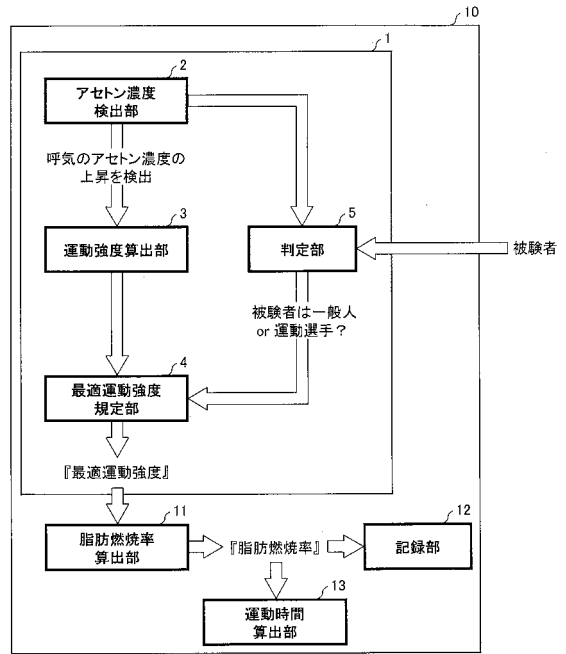 10
1
2
アセトン濃度
検出部
呼気のアセトン濃度の
上昇を検出
3
運動強度算出部
5
判定部
被験者
被験者は一般人
or 運動選手？
4
最適運動強度
規定部
『最適運動強度』
11
脂肪燃焼率
算出部
『脂肪燃焼率』
12
記録部
13
運動時間
算出部